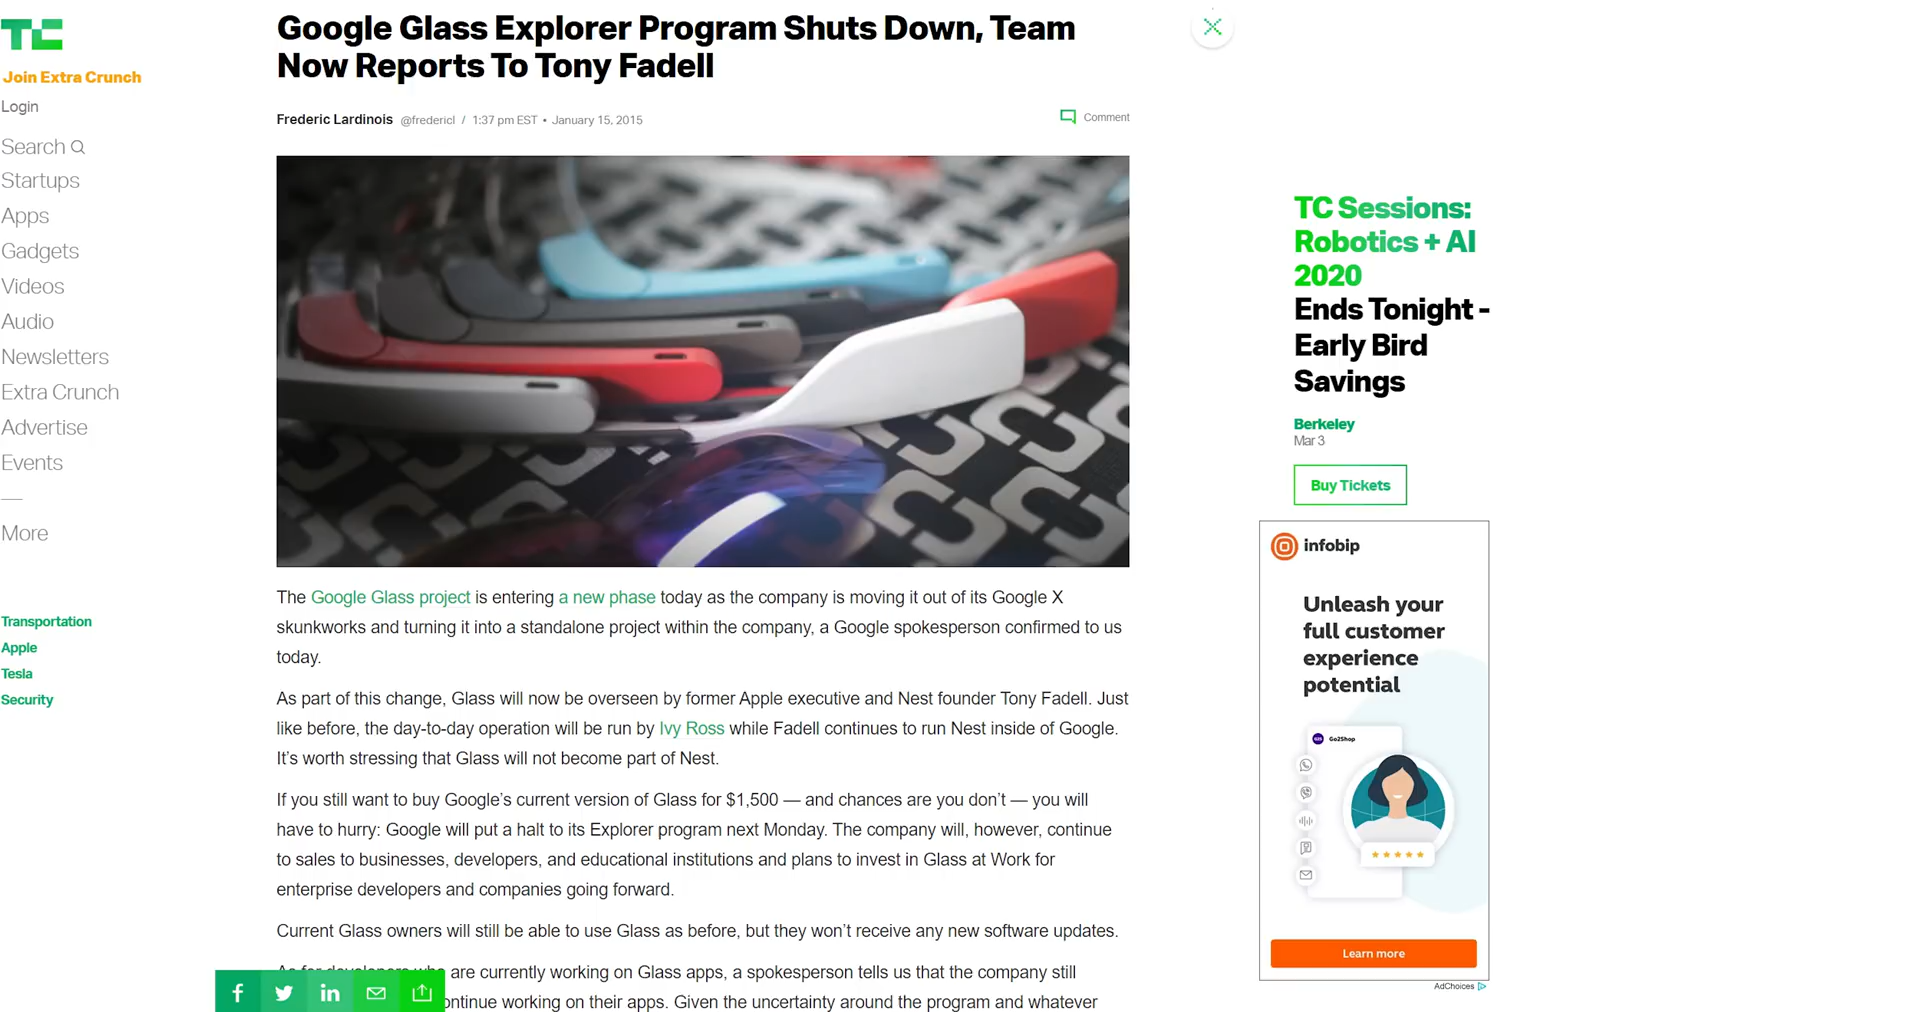 TC
Join Extra Crunch
Login
Search
Startups
Apps
Gadgets
Videos
Audio
Newsletters
Extra Crunch
Advertise
Events
—
More
Transportation
Apple
Tesla
Security
Google Glass Explorer Program Shuts Down, Team
Now Reports To Tony Fadell
Frederic Lardinois @fredericl / 1:37 pm EST • January 15, 2015
Comment
The Google Glass project is entering a new phase today as the company is moving it out of its Google X
skunkworks and turning it into a standalone project within the company, a Google spokesperson confirmed to us
today.
As part of this change, Glass will now be overseen by former Apple executive and Nest founder Tony Fadell. Just
like before, the day-to-day operation will be run by Ivy Ross while Fadell continues to run Nest inside of Google.
It’s worth stressing that Glass will not become part of Nest.
If you still want to buy Google’s current version of Glass for $1,500 — and chances are you don’t — you will
have to hurry: Google will put a halt to its Explorer program next Monday. The company will, however, continue
to sales to businesses, developers, and educational institutions and plans to invest in Glass at Work for
enterprise developers and companies going forward.
Current Glass owners will still be able to use Glass as before, but they won’t receive any new software updates.
As for developers who are currently working on Glass apps, a spokesperson tells us that the company still
ontinue working on their apps. Given the uncertainty around the program and whatever
TC Sessions:
Robotics + AI
2020
Ends Tonight -
Early Bird
Savings
Berkeley
Mar 3
Buy Tickets
infobip
Unleash your
full customer
experience
potential
Go2Shop
Learn more
AdChoices